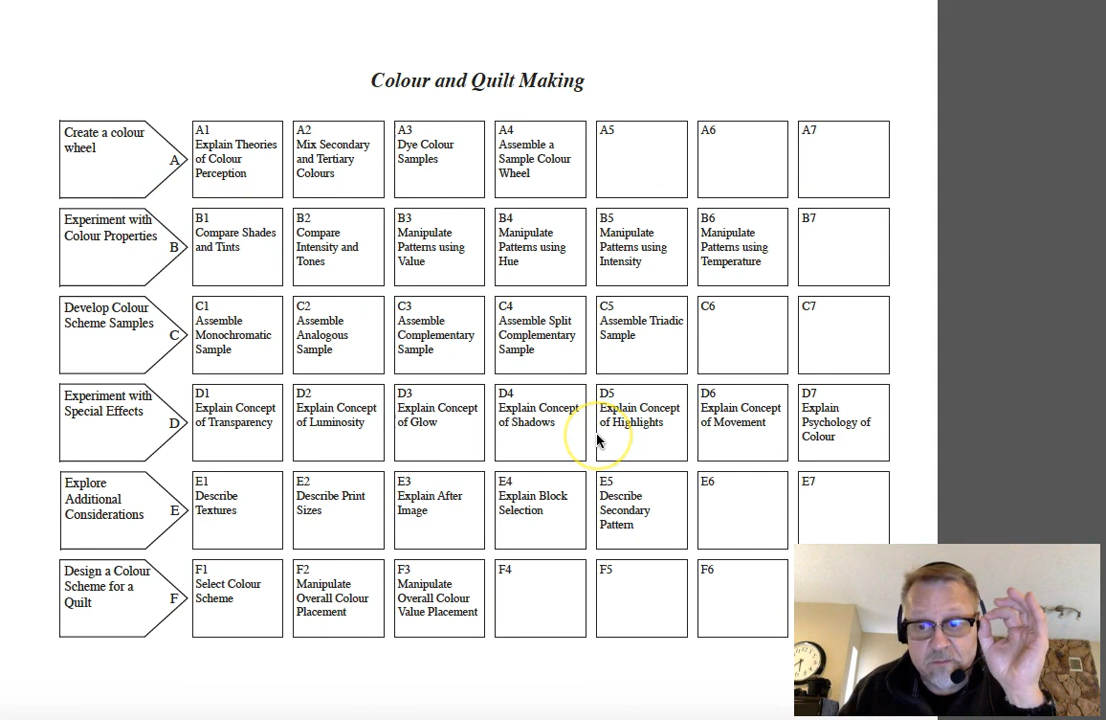 Colour and Quilt Making
Create a colour
wheel
A
A1
Explain Theories
of Colour
Perception
A2
Mix Secondary
and Tertiary
Colours
A3
Dye Colour
Samples
A4
Assemble a
Sample Colour
Wheel
A5
A6
A7
Experiment with
Colour Properties
B
B1
Compare Shades
and Tints
B2
Compare
Intensity and
Tones
B3
Manipulate
Patterns using
Value
B4
Manipulate
Patterns using
Hue
B5
Manipulate
Patterns using
Intensity
B6
Manipulate
Patterns using
Temperature
B7
Develop Colour
Scheme Samples
C
C1
Assemble
Monochromatic
Sample
C2
Assemble
Analogous
Sample
C3
Assemble
Complementary
Sample
C4
Assemble Split
Complementary
Sample
C5
Assemble Triadic
Sample
C6
C7
Experiment with
Special Effects
D
D1
Explain Concept
of Transparency
D2
Explain Concept
of Luminosity
D3
Explain Concept
of Glow
D4
Explain Concept
of Shadows
D5
Explain Concept
of Highlights
D6
Explain Concept
of Movement
D7
Explain
Psychology of
Colour
Explore
Additional
Considerations
E
E1
Describe
Textures
E2
Describe Print
Sizes
E3
Explain After
Image
E4
Explain Block
Selection
E5
Describe
Secondary
Pattern
E6
E7
Design a Colour
Scheme for a
Quilt
F
F1
Select Colour
Scheme
F2
Manipulate
Overall Colour
Placement
F3
Manipulate
Overall Colour
Value Placement
F4
F5
F6